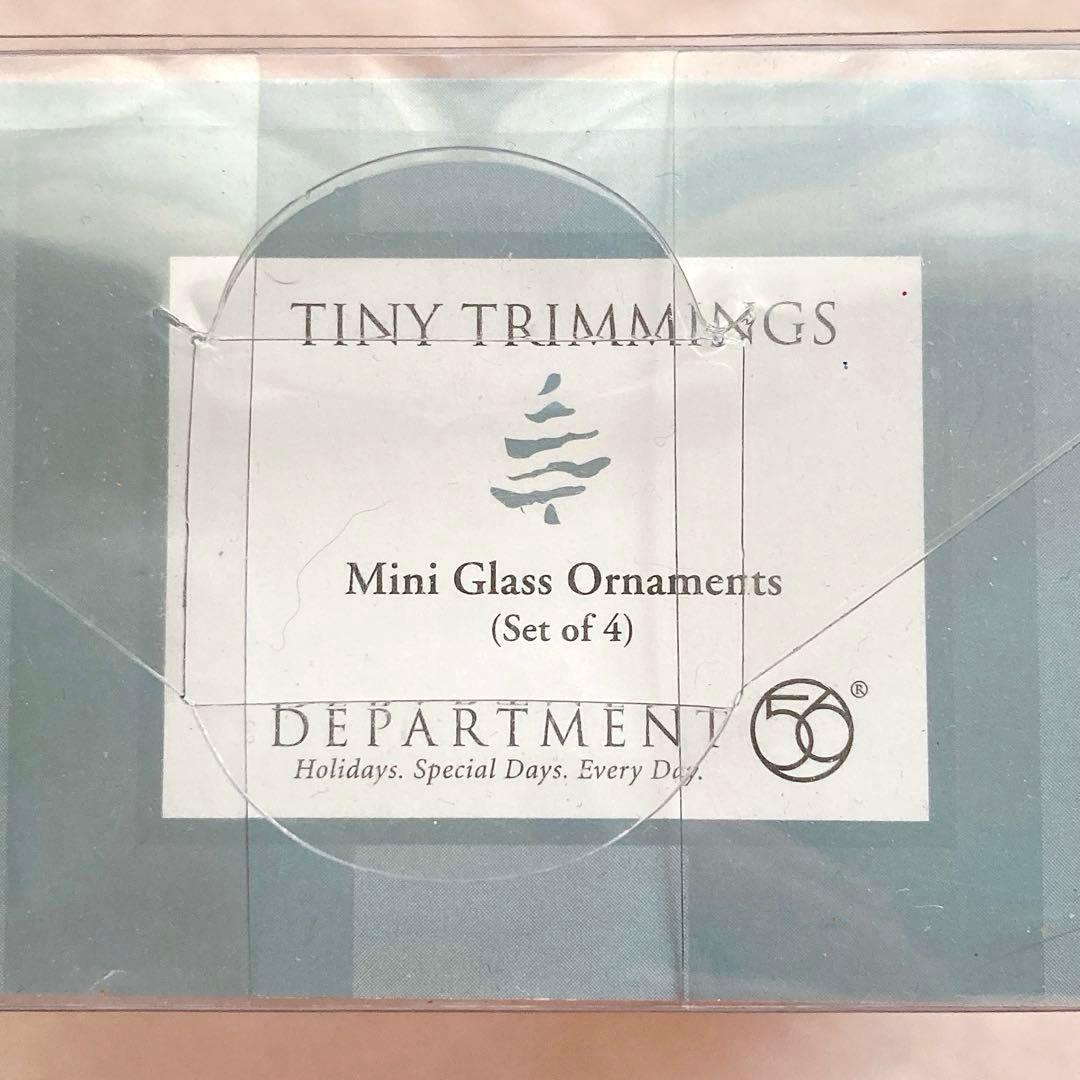 TINY TRIMMINGS
Mini Glass Ornaments
(Set of 4)
DEPARTMENT 56®
Holidays. Special Days. Every Day.